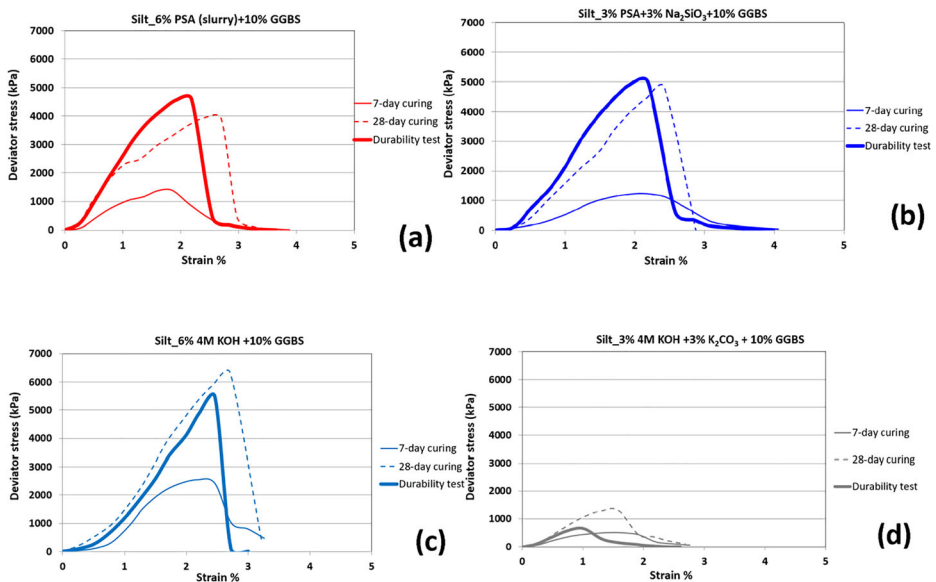 Silt_6% PSA (slurry)+10% GGBS
7000
6000
5000
4000
3000
2000
1000
0
Deviator stress (kPa)
0 1 2 3 4 5
Strain %
7-day curing
28-day curing
Durability test
(a)
Silt_3% PSA+3% Na₂SiO₃+10% GGBS
7000
6000
5000
4000
3000
2000
1000
0
Deviator stress (kPa)
0 1 2 3 4 5
Strain %
7-day curing
28-day curing
Durability test
(b)
Silt_6% 4M KOH +10% GGBS
7000
6000
5000
4000
3000
2000
1000
0
Deviator stress (kPa)
0 1 2 3 4 5
Strain %
7-day curing
28-day curing
Durability test
(c)
Silt_3% 4M KOH +3% K₂CO₃ + 10% GGBS
7000
6000
5000
4000
3000
2000
1000
0
Deviator stress (kPa)
0 1 2 3 4 5
Strain %
7-day curing
28-day curing
Durability test
(d)